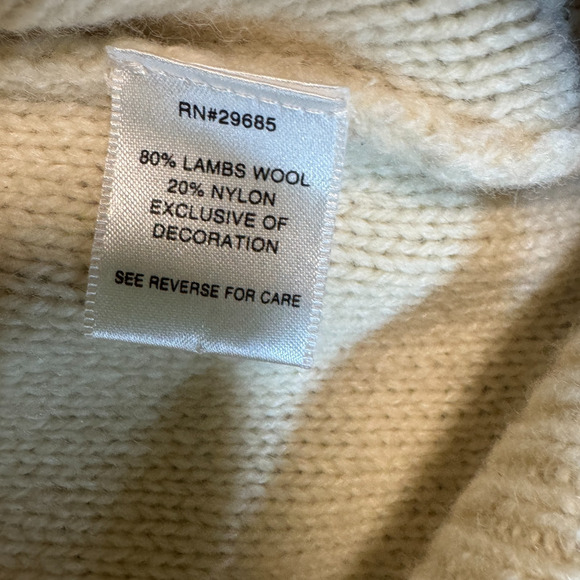 RN#29685
80% LAMBS WOOL
20% NYLON
EXCLUSIVE OF
DECORATION
SEE REVERSE FOR CARE